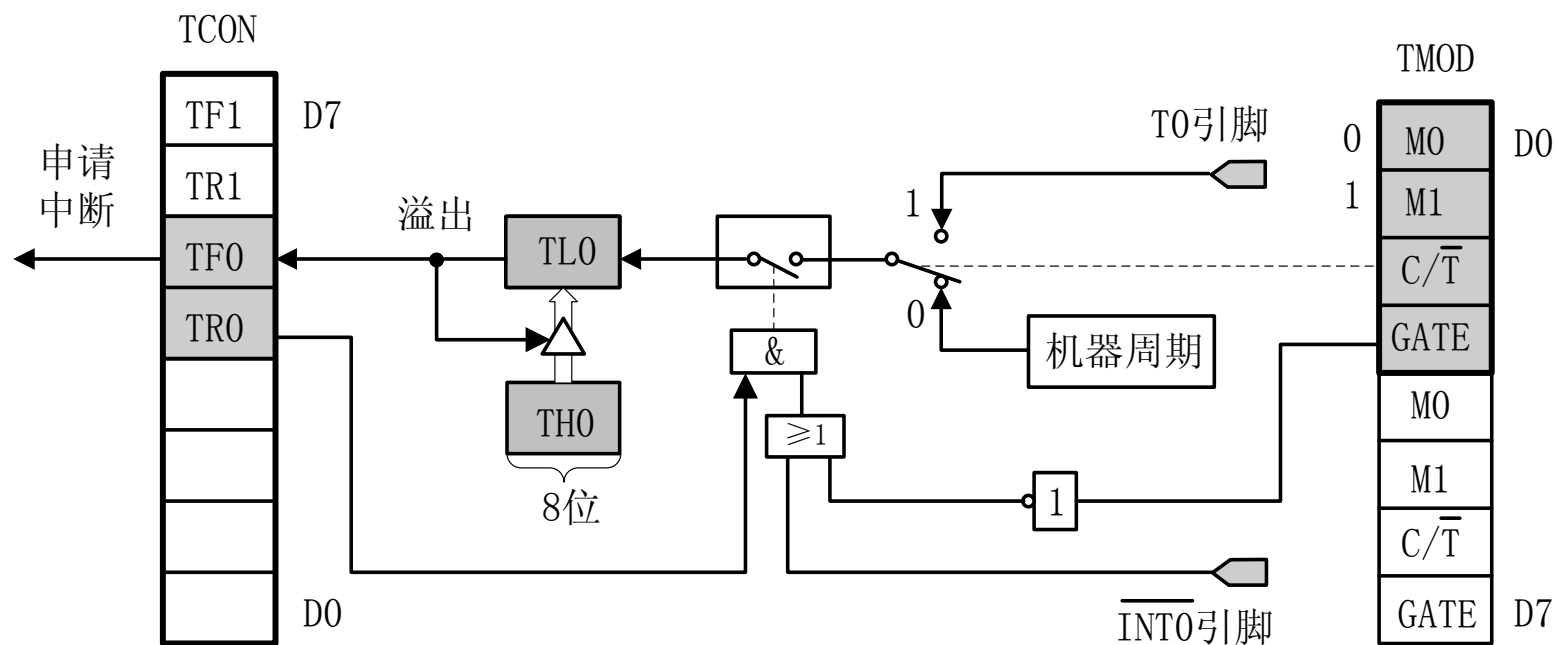 TCON
TF1
D7
TR1
TF0
TR0
D0
申请
中断
溢出
TL0
TH0
8位
&
≥1
1
1
0
T0引脚
机器周期
INT0引脚
TMOD
0
M0
D0
1
M1
C/T̅
GATE
M0
M1
C/T̅
GATE
D7